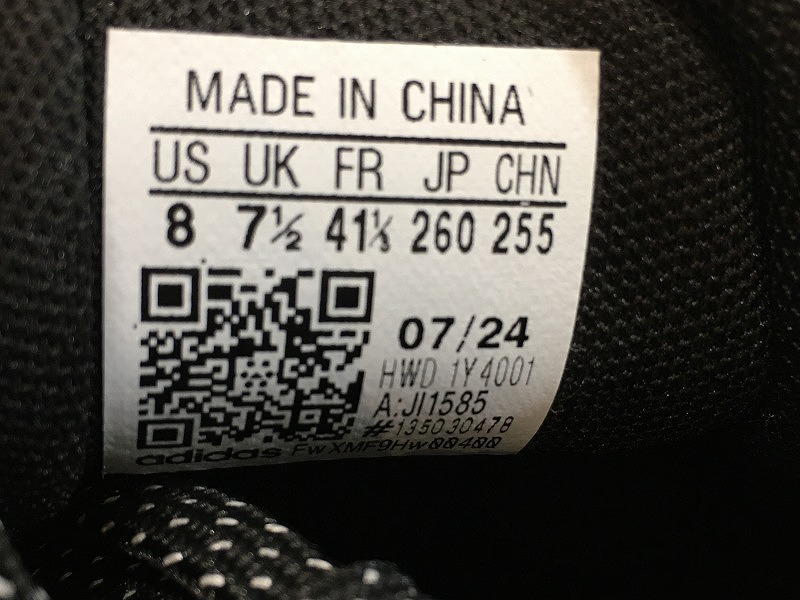 MADE IN CHINA
US UK FR JP CHN
8 7½ 41⅓ 260 255
07/24
HWD 1Y4001
A:JI1585
#135030478
adidas FwXMF9Hw00400